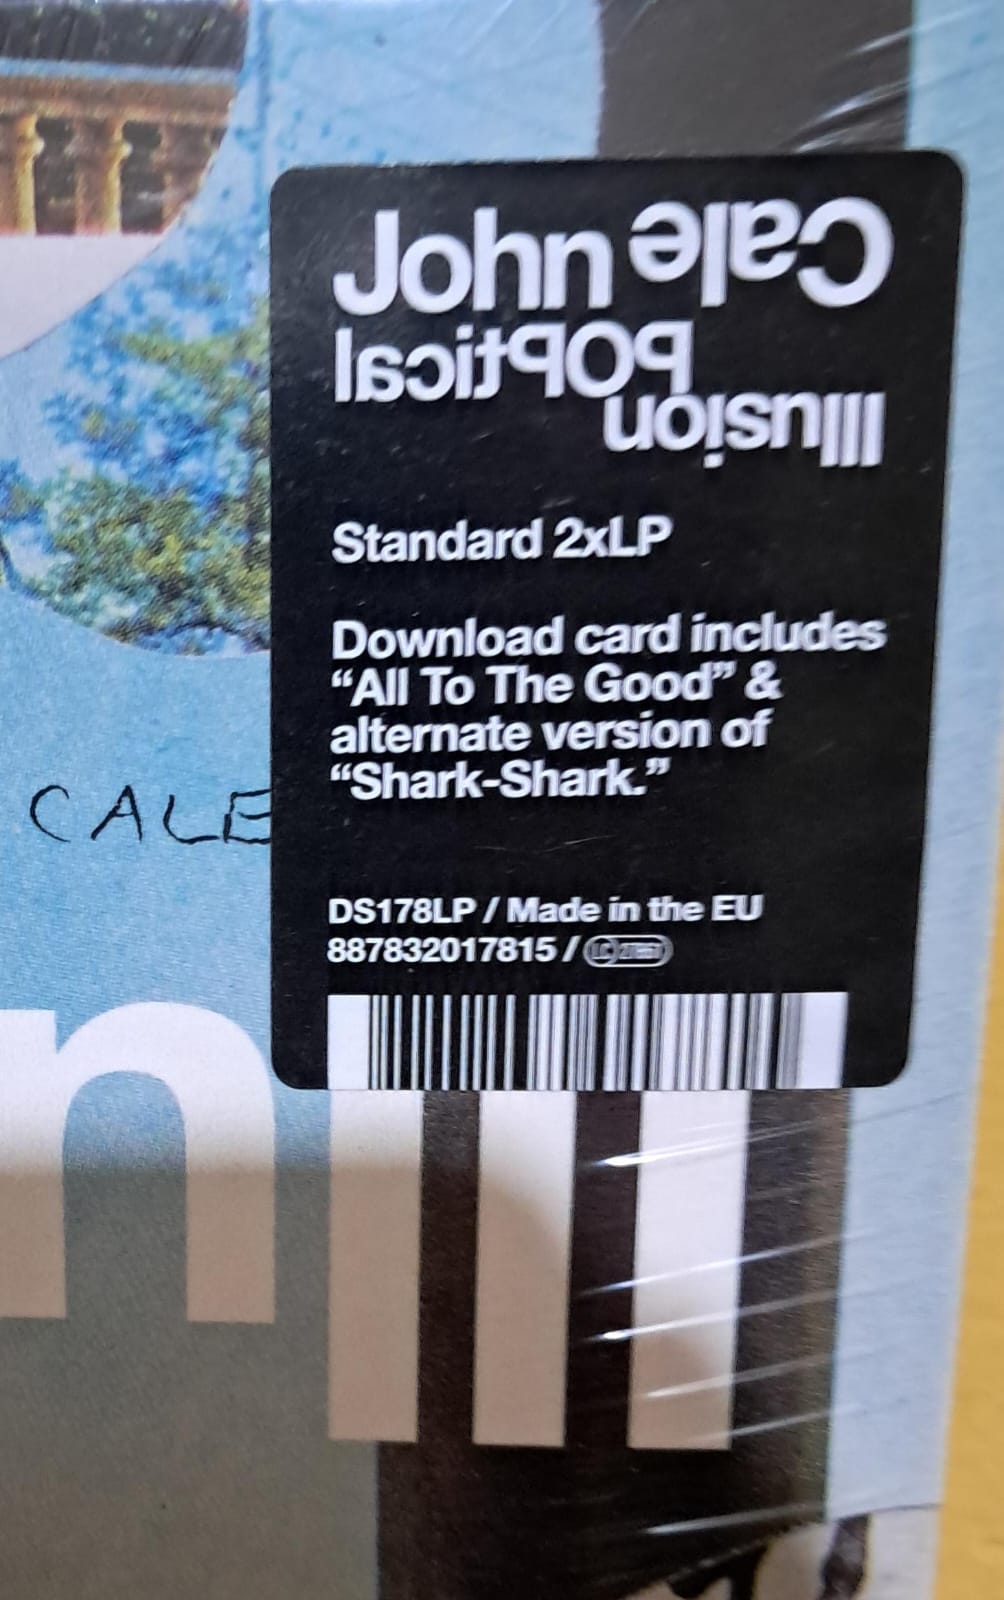 John Cale
POptical
Illusion
Standard 2xLP
Download card includes
“All To The Good” &
alternate version of
“Shark-Shark.”
CALE
DS178LP / Made in the EU
887832017815 / LC